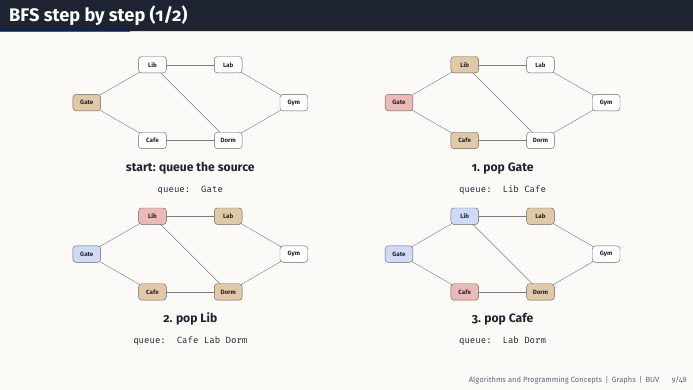 BFS step by step (1/2)
Lib Lab
Gate Gym
Cafe Dorm
start: queue the source
queue: Gate
Lib Lab
Gate Gym
Cafe Dorm
1. pop Gate
queue: Lib Cafe
Lib Lab
Gate Gym
Cafe Dorm
2. pop Lib
queue: Cafe Lab Dorm
Lib Lab
Gate Gym
Cafe Dorm
3. pop Cafe
queue: Lab Dorm
Algorithms and Programming Concepts | Graphs | BUV 9/48